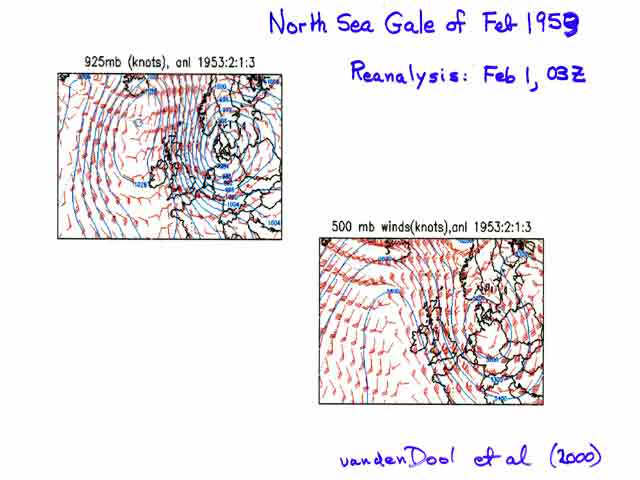 North Sea Gale of Feb 1953
Reanalysis: Feb 1, 03Z
925mb (knots), anl 1953:2:1:3
500 mb winds(knots),anl 1953:2:1:3
vandenDool et al (2000)